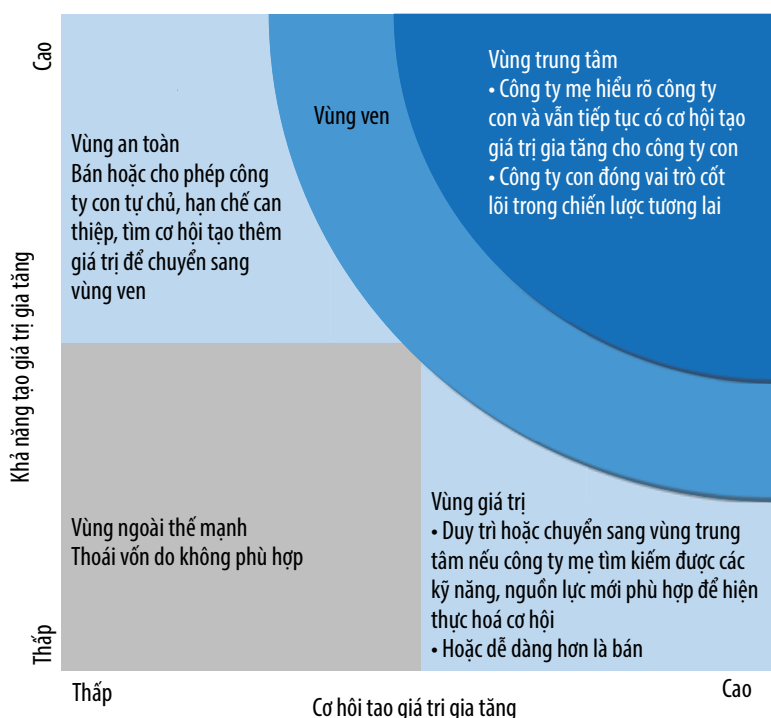 Cao
Khả năng tạo giá trị gia tăng
Thấp
Vùng an toàn
Bán hoặc cho phép công
ty con tự chủ, hạn chế can
thiệp, tìm cơ hội tạo thêm
giá trị để chuyển sang
vùng ven
Vùng ven
Vùng trung tâm
• Công ty mẹ hiểu rõ công
ty con và vẫn tiếp tục có cơ hội tạo
giá trị gia tăng cho công ty con
• Công ty con đóng vai trò cốt
lõi trong chiến lược tương lai
Vùng ngoài thế mạnh
Thoái vốn do không phù hợp
Vùng giá trị
• Duy trì hoặc chuyển sang vùng trung
tâm nếu công ty mẹ tìm kiếm được các
kỹ năng, nguồn lực mới phù hợp để hiện
thực hoá cơ hội
• Hoặc dễ dàng hơn là bán
Thấp
Cơ hội tạo giá trị gia tăng
Cao